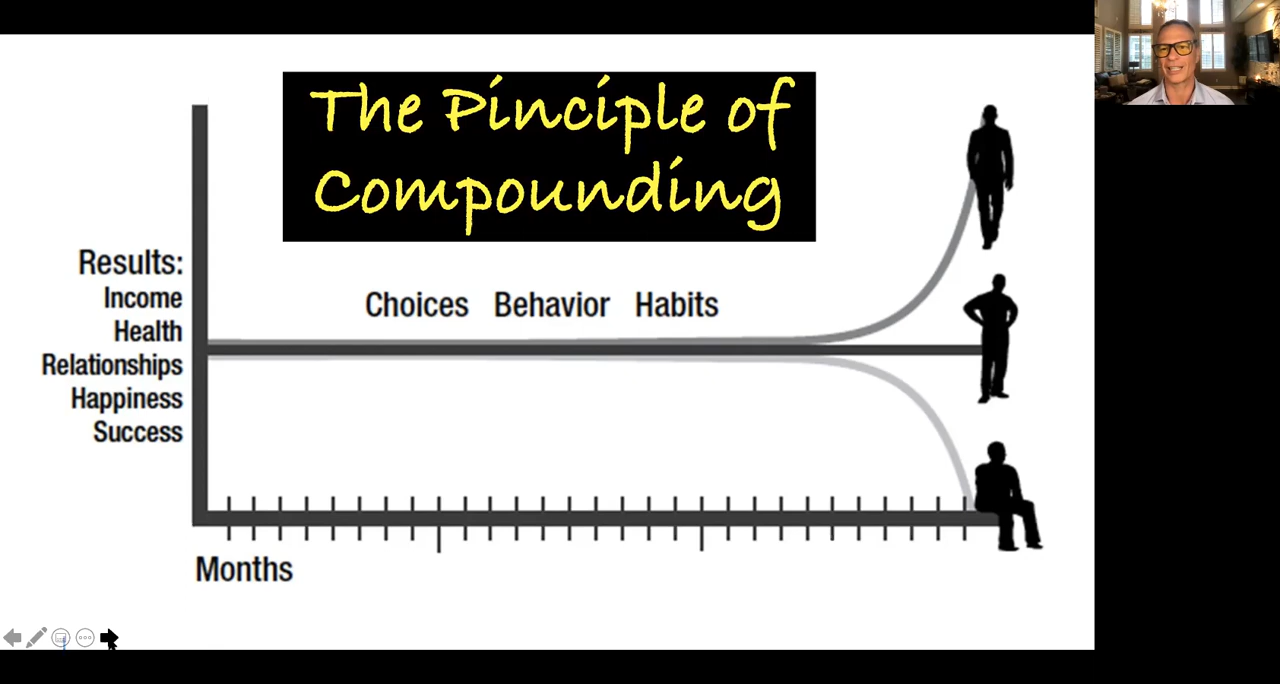 The Pinciple of
Compounding
Results:
Income
Health
Relationships
Happiness
Success
Choices Behavior Habits
Months